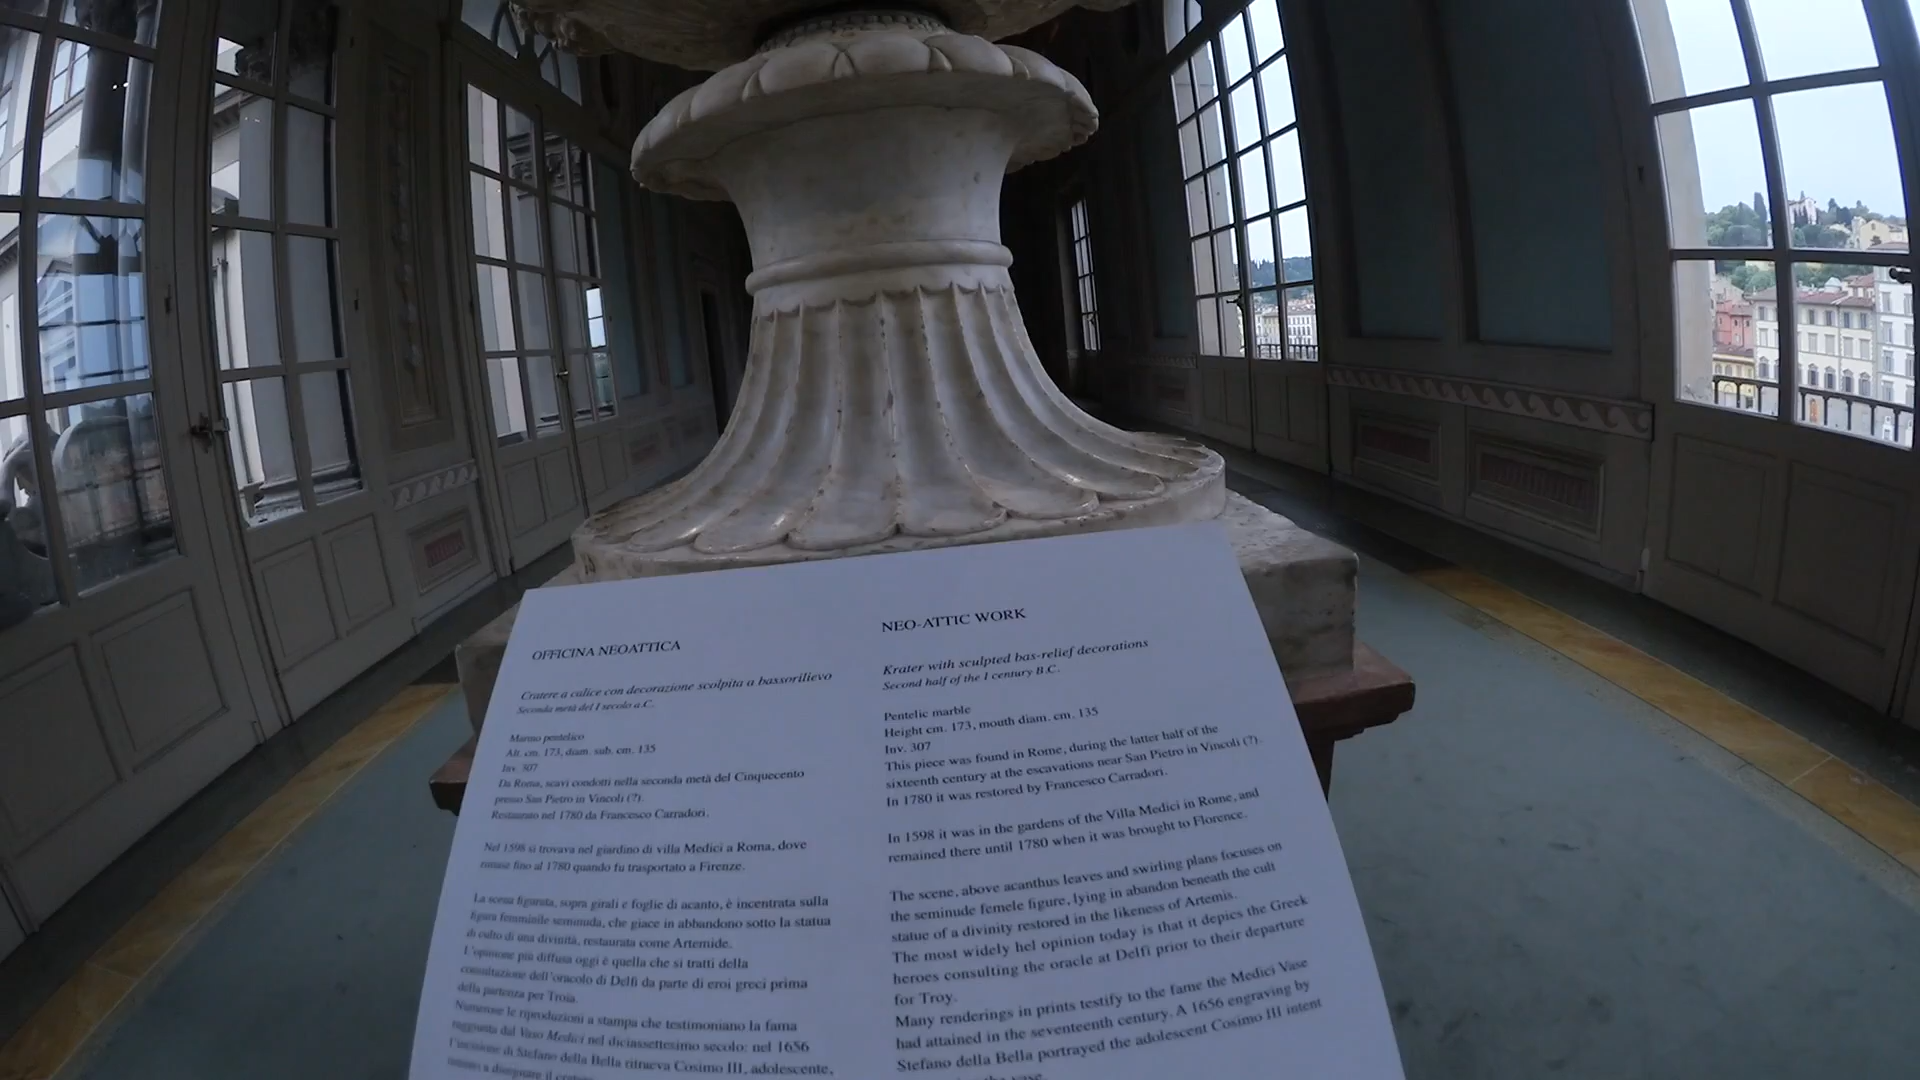 OFFICINA NEOATTICA
Cratere a calice con decorazione scolpita a bassorilievo
Seconda metà del I secolo a.C.
Marmo pentelico
Alt. cm. 173, diam. sub. cm. 135
Inv. 307
Da Roma, scavi condotti nella seconda metà del Cinquecento
presso San Pietro in Vincoli (?).
Restaurato nel 1780 da Francesco Carradori.
Nel 1598 si trovava nel giardino di villa Medici a Roma, dove
rimase fino al 1780 quando fu trasportato a Firenze.
La scena figurata, sopra girali e foglie di acanto, è incentrata sulla
figura femminile seminuda, che giace in abbandono sotto la statua
di culto di una divinità, restaurata come Artemide.
L'opinione più diffusa oggi è quella che si tratti della
consultazione dell'oracolo di Delfi da parte di eroi greci prima
della partenza per Troia.
Numerose le riproduzioni a stampa che testimoniano la fama
raggiunta dal Vaso Medici nel diciassettesimo secolo: nel 1656
l'incisione di Stefano della Bella ritraeva Cosimo III, adolescente,
intento a disegnare il
NEO-ATTIC WORK
Krater with sculpted bas-relief decorations
Second half of the I century B.C.
Pentelic marble
Height cm. 173, mouth diam. cm. 135
Inv. 307
This piece was found in Rome, during the latter half of the
sixteenth century at the escavations near San Pietro in Vincoli (?).
In 1780 it was restored by Francesco Carradori.
In 1598 it was in the gardens of the Villa Medici in Rome, and
remained there until 1780 when it was brought to Florence.
The scene, above acanthus leaves and swirling plans focuses on
the seminude femele figure, lying in abandon beneath the cult
statue of a divinity restored in the likeness of Artemis.
The most widely hel opinion today is that it depics the Greek
heroes consulting the oracle at Delfi prior to their departure
for Troy.
Many renderings in prints testify to the fame the Medici Vase
had attained in the seventeenth century. A 1656 engraving by
Stefano della Bella portrayed the adolescent Cosimo III intent
the vase.